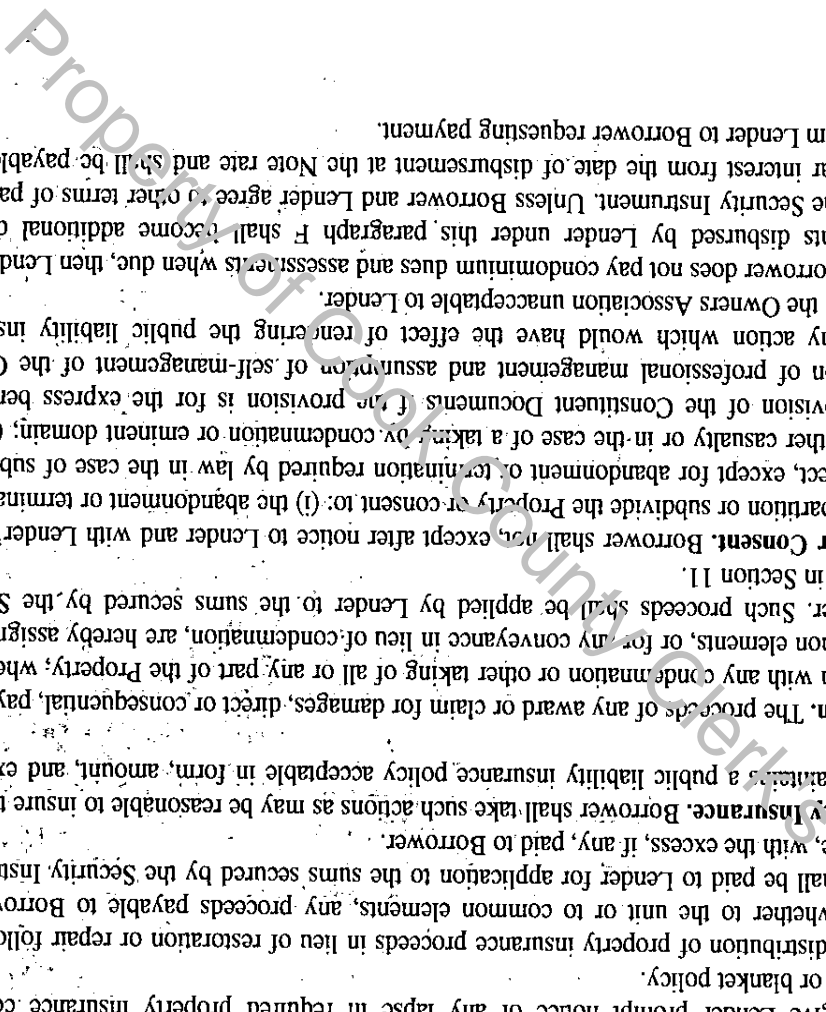 give Lender prompt notice of any lapse in required property insurance co
or blanket policy.
distribution of property insurance proceeds in lieu of restoration or repair follo
whether to the unit or to common elements, any proceeds payable to Borrow
hall be paid to Lender for application to the sums secured by the Security Inst
e, with the excess, if any, paid to Borrower.
y Insurance. Borrower shall take such actions as may be reasonable to insure t
aintains a public liability insurance policy acceptable in form, amount, and ex
n. The proceeds of any award or claim for damages, direct or consequential, pay
n with any condemnation or other taking of all or any part of the Property, whe
non elements, or for any conveyance in lieu of condemnation, are hereby assign
er. Such proceeds shall be applied by Lender to the sums secured by the S
in Section 11.
r Consent. Borrower shall not, except after notice to Lender and with Lender'
partition or subdivide the Property or consent to: (i) the abandonment or termina
ect, except for abandonment or termination required by law in the case of sub
ther casualty or in the case of a taking by condemnation or eminent domain; (
vision of the Constituent Documents if the provision is for the express ben
on of professional management and assumption of self-management of the O
ny action which would have the effect of rendering the public liability ins
the Owners Association unacceptable to Lender.
orrower does not pay condominium dues and assessments when due, then Lend
nts disbursed by Lender under this paragraph F shall become additional d
he Security Instrument. Unless Borrower and Lender agree to other terms of pa
ar interest from the date of disbursement at the Note rate and shall be payabl
m Lender to Borrower requesting payment.
Property of Cook County Clerk's